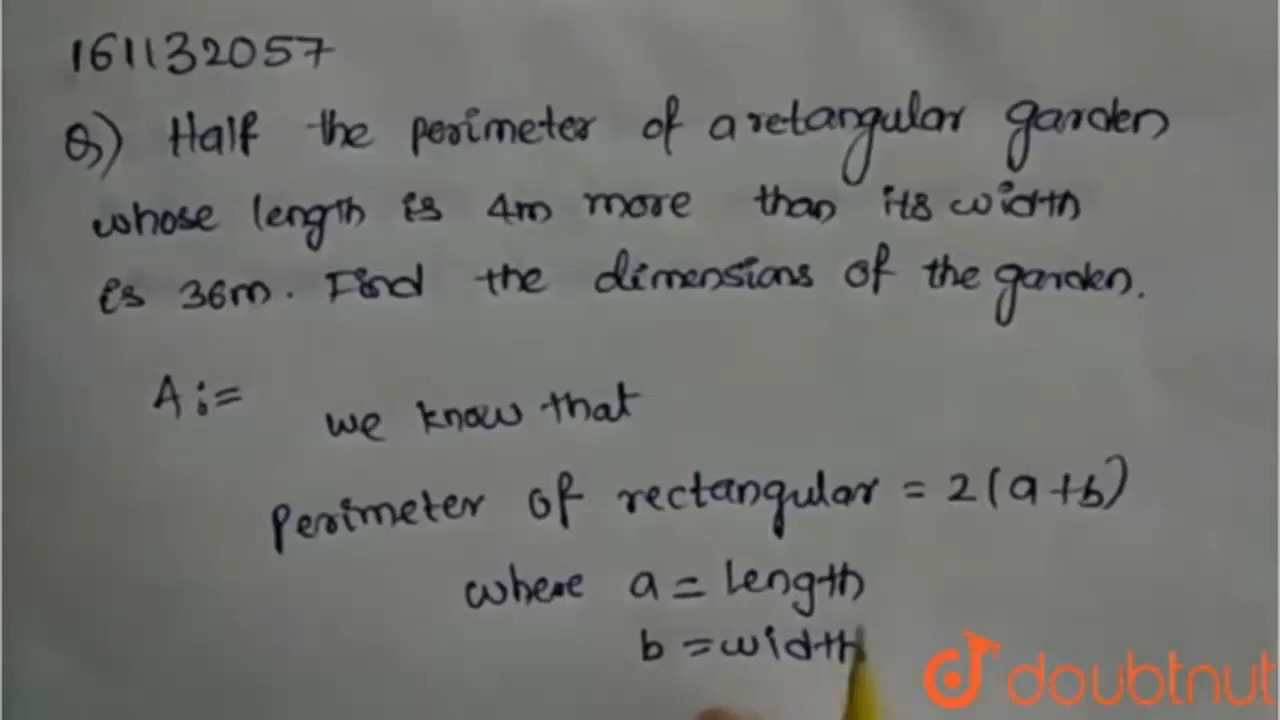 161132057
Q) Half the perimeter of a retangular garden
whose length is 4m more than its width
is 36m. Find the dimensions of the garden.
A:= we know that
perimeter of rectangular = 2(a+b)
where a = length
b = width
doubtnut